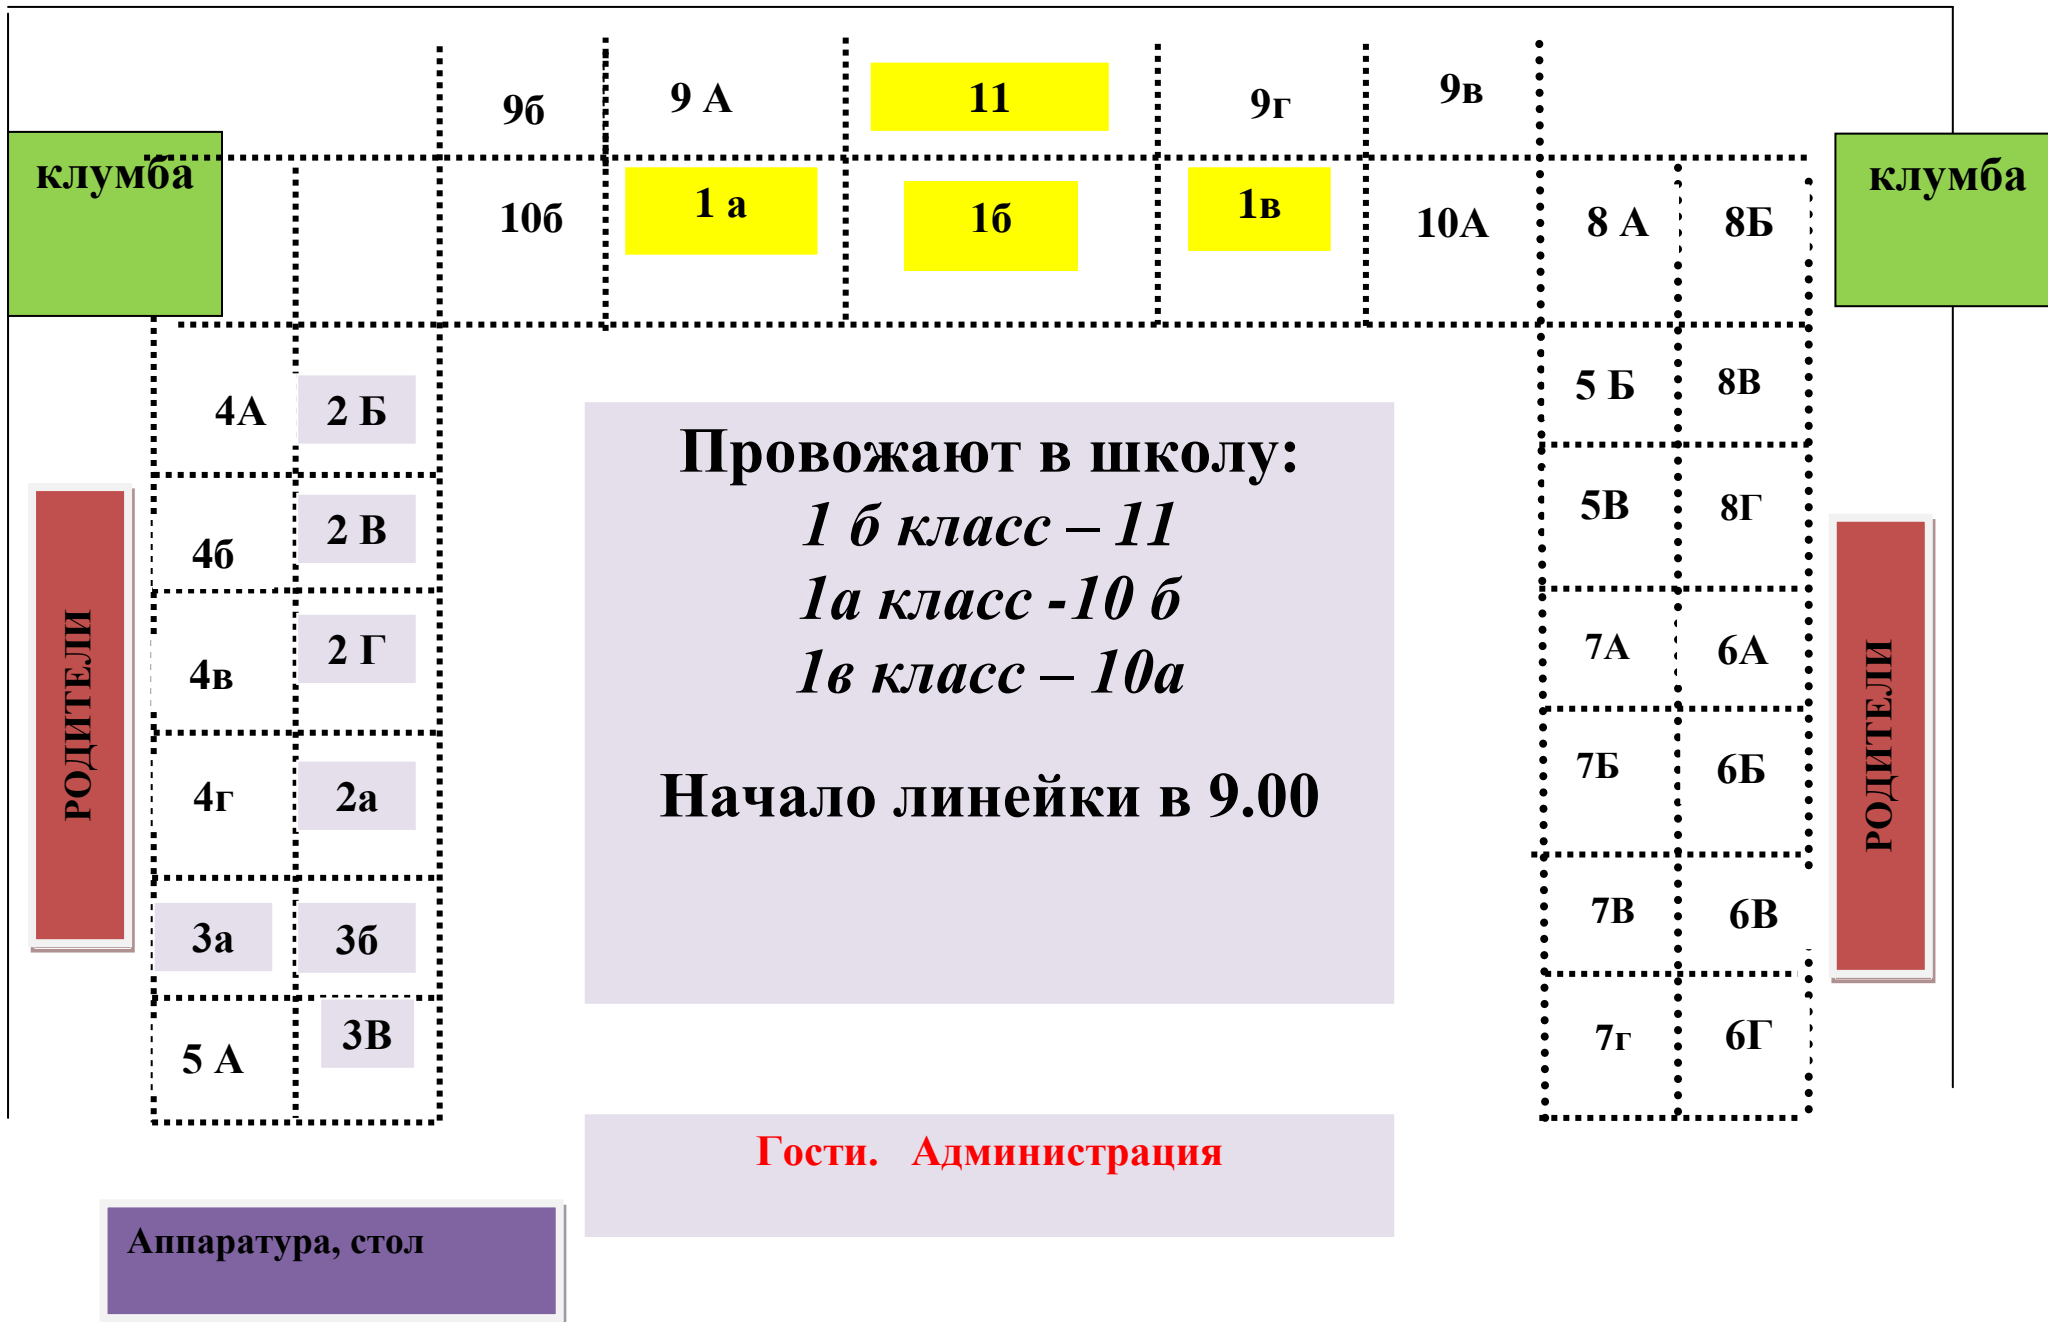 9б 9 А 11 9г 9в
клумба клумба
10б 1 а 1б 1в 10А 8 А 8Б
4А 2 Б 5 Б 8В
4б 2 В 5В 8Г
4в 2 Г 7А 6А
4г 2а 7Б 6Б
3а 3б 7В 6В
5 А 3В 7г 6Г
РОДИТЕЛИ
Провожают в школу:
1 б класс – 11
1а класс -10 б
1в класс – 10а
Начало линейки в 9.00
РОДИТЕЛИ
Гости. Администрация
Аппаратура, стол